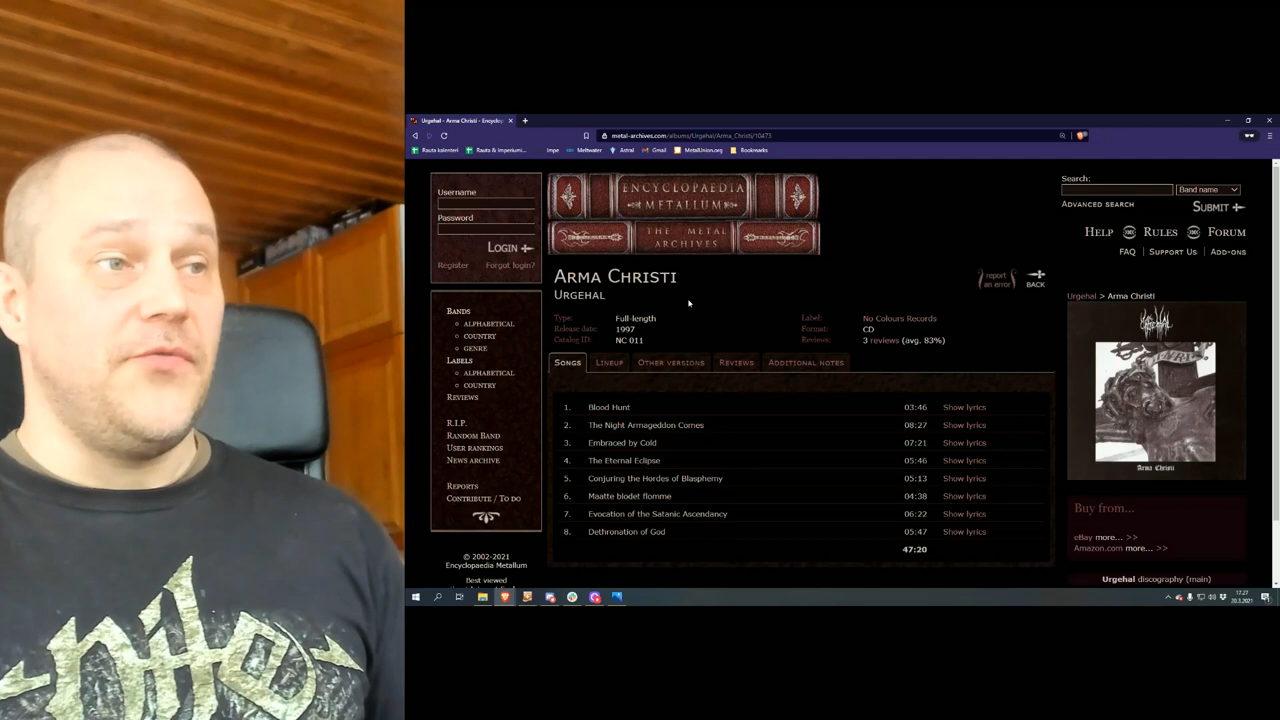 nile
Urgehal - Arma Christi - Encyclo
metal-archives.com/albums/Urgehal/Arma_Christi/10473
Rauta kalenteri
Rauta & Imperiumi...
Impe
Meltwater
Astral
Gmail
MetalUnion.org
Bookmarks
Username
Password
LOGIN
Register
Forgot login?
ENCYCLOPAEDIA
METALLUM
THE METAL
ARCHIVES
Search:
Band name
ADVANCED SEARCH
SUBMIT
HELP
RULES
FORUM
FAQ
SUPPORT US
ADD-ONS
ARMA CHRISTI
URGEHAL
report
an error
BACK
Type: Full-length
Release date: 1997
Catalog ID: NC 011
Label: No Colours Records
Format: CD
Reviews: 3 reviews (avg. 83%)
SONGS
LINEUP
OTHER VERSIONS
REVIEWS
ADDITIONAL NOTES
1. Blood Hunt 03:46 Show lyrics
2. The Night Armageddon Comes 08:27 Show lyrics
3. Embraced by Cold 07:21 Show lyrics
4. The Eternal Eclipse 05:46 Show lyrics
5. Conjuring the Hordes of Blasphemy 05:13 Show lyrics
6. Maatte blodet flomme 04:38 Show lyrics
7. Evocation of the Satanic Ascendancy 06:22 Show lyrics
8. Dethronation of God 05:47 Show lyrics
47:20
BANDS
ALPHABETICAL
COUNTRY
GENRE
LABELS
ALPHABETICAL
COUNTRY
REVIEWS
R.I.P.
RANDOM BAND
USER RANKINGS
NEWS ARCHIVE
REPORTS
CONTRIBUTE / TO DO
© 2002-2021
Encyclopaedia Metallum
Best viewed
Urgehal > Arma Christi
Urgehal
Arma Christi
Buy from...
eBay more... >>
Amazon.com more... >>
Urgehal discography (main)
17.27
20.3.2021